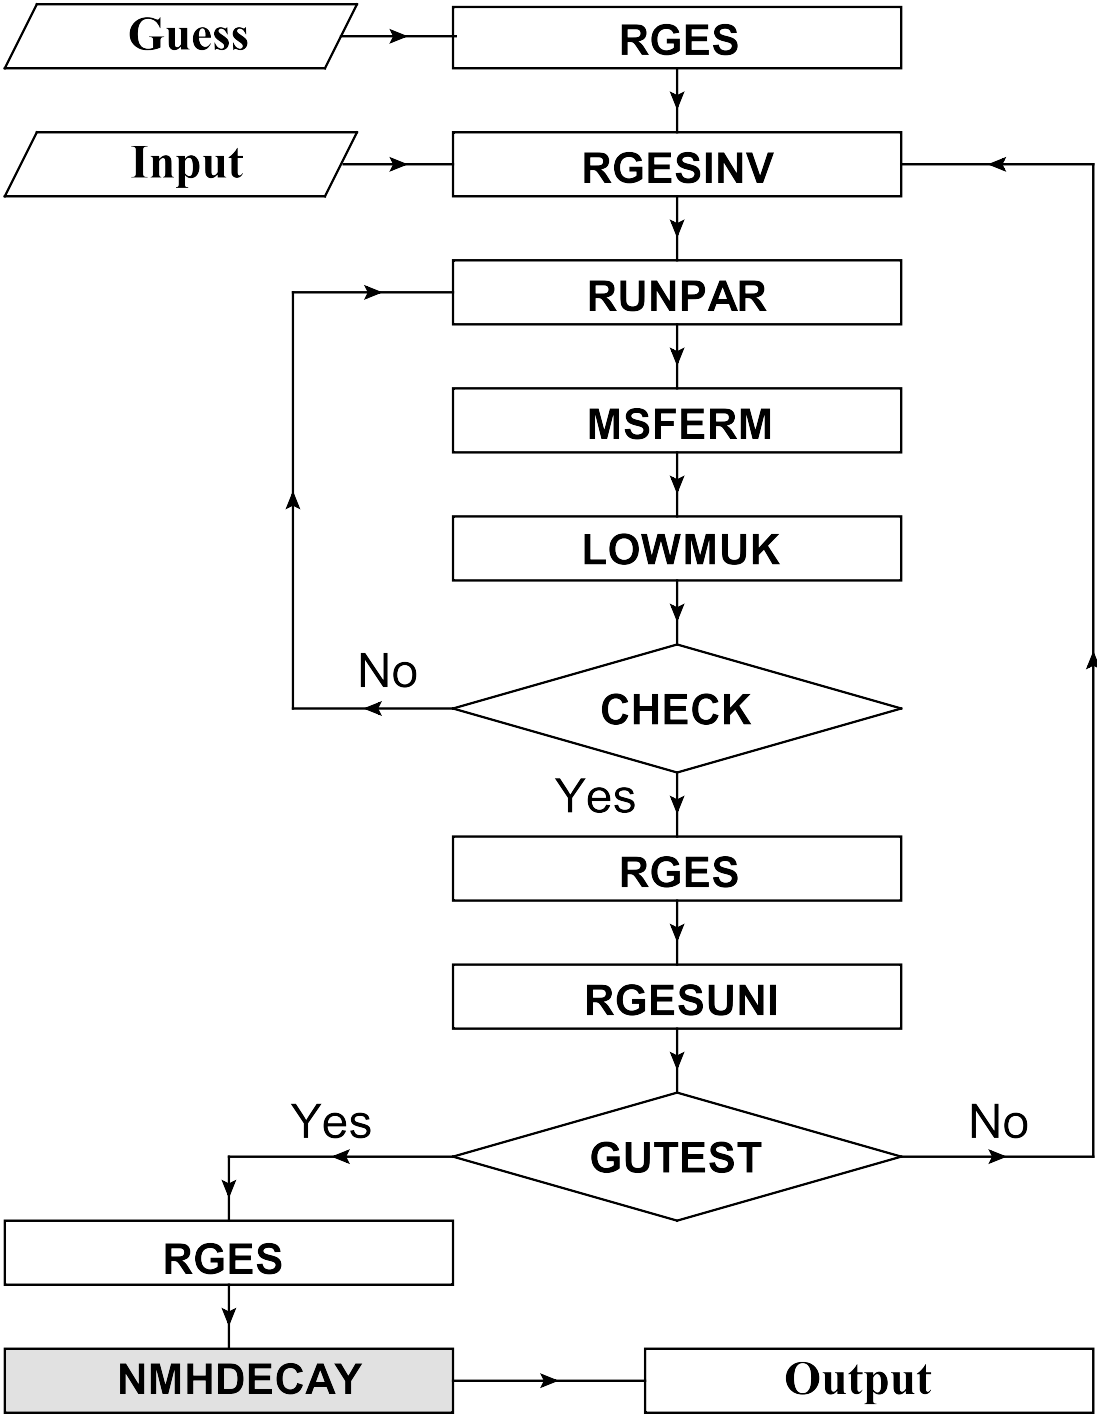 Guess
RGES
Input
RGESINV
RUNPAR
MSFERM
LOWMUK
No
CHECK
Yes
RGES
RGESUNI
Yes
No
GUTEST
RGES
NMHDECAY
Output